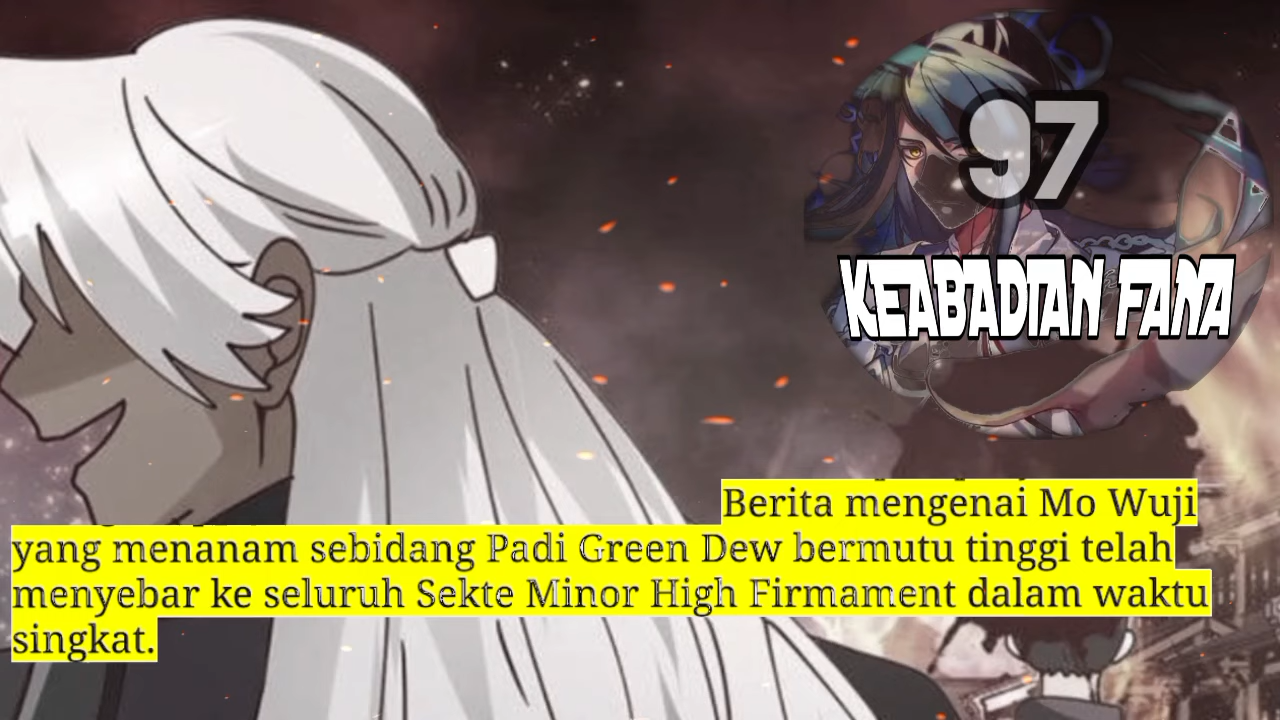 97
KEABADIAN FANA
Berita mengenai Mo Wuji
yang menanam sebidang Padi Green Dew bermutu tinggi telah
menyebar ke seluruh Sekte Minor High Firmament dalam waktu
singkat.